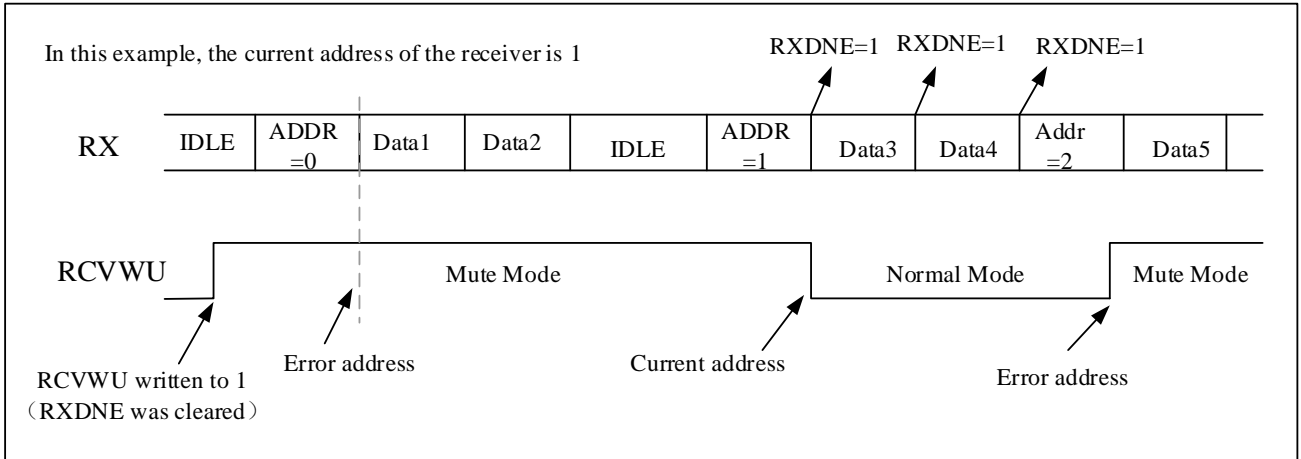 In this example, the current address of the receiver is 1
RXDNE=1
RXDNE=1
RXDNE=1
RX
IDLE
ADDR
=0
Data1
Data2
IDLE
ADDR
=1
Data3
Data4
Addr
=2
Data5
RCVWU
Mute Mode
Normal Mode
Mute Mode
RCVWU written to 1
（RXDNE was cleared）
Error address
Current address
Error address